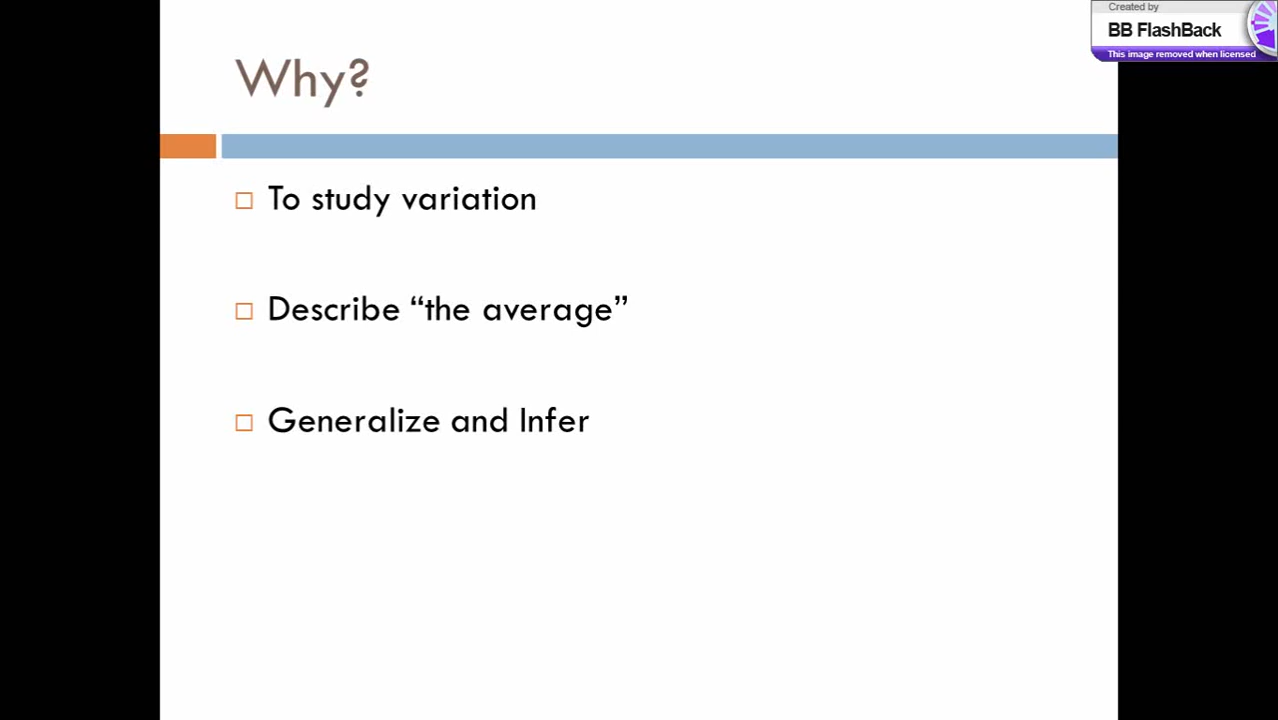 Created by
BB FlashBack
This image removed when licensed
Why?
To study variation
Describe “the average”
Generalize and Infer